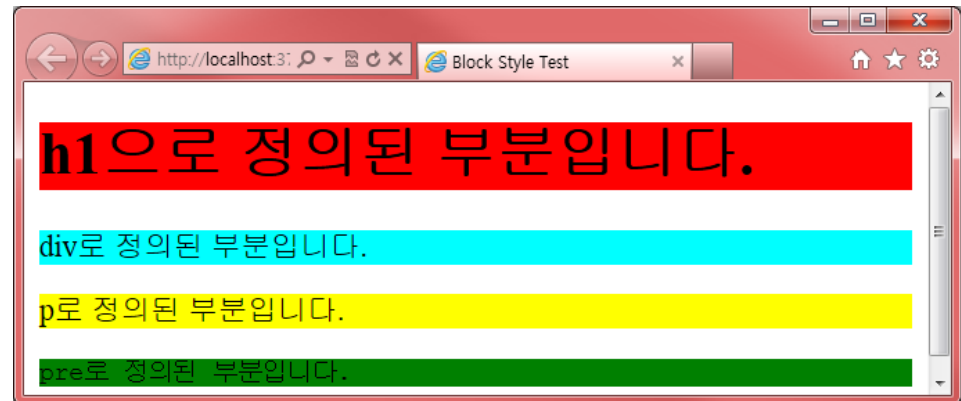 http://localhost:3
Block Style Test
h1으로 정의된 부분입니다.
div로 정의된 부분입니다.
p로 정의된 부분입니다.
pre로 정의된 부분입니다.